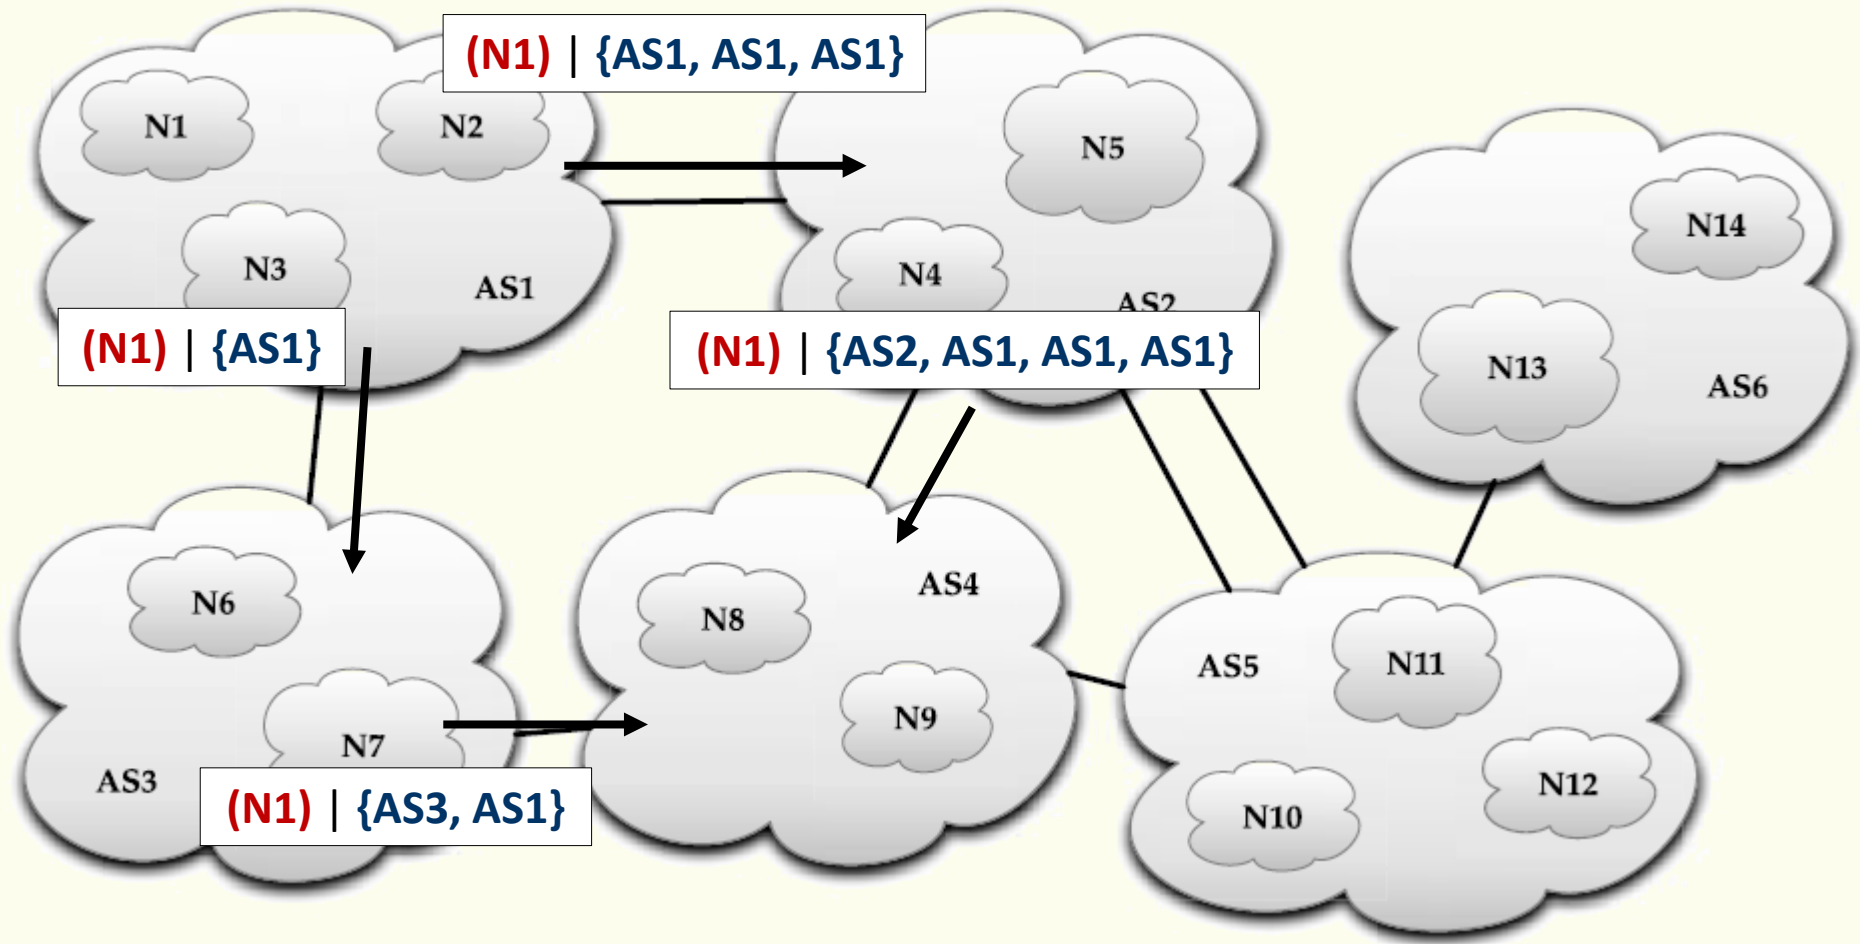 (N1) | {AS1, AS1, AS1}
N1
N2
N5
N3
AS1
N4
AS2
N14
N13
AS6
(N1) | {AS1}
(N1) | {AS2, AS1, AS1, AS1}
N6
N7
AS3
(N1) | {AS3, AS1}
N8
AS4
N9
AS5
N11
N10
N12